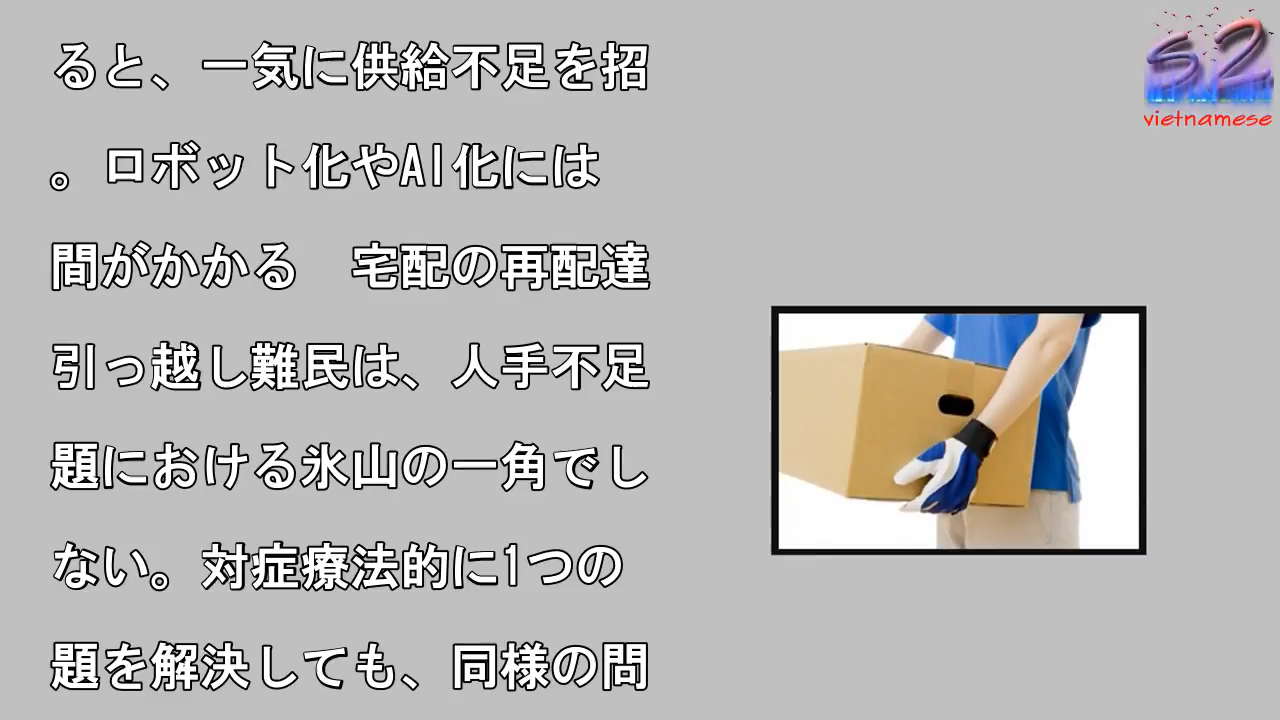 ると、一気に供給不足を招
。ロボット化やAI化には
間がかかる　宅配の再配達
引っ越し難民は、人手不足
題における氷山の一角でし
ない。対症療法的に1つの
題を解決しても、同様の問
S2
vietnamese